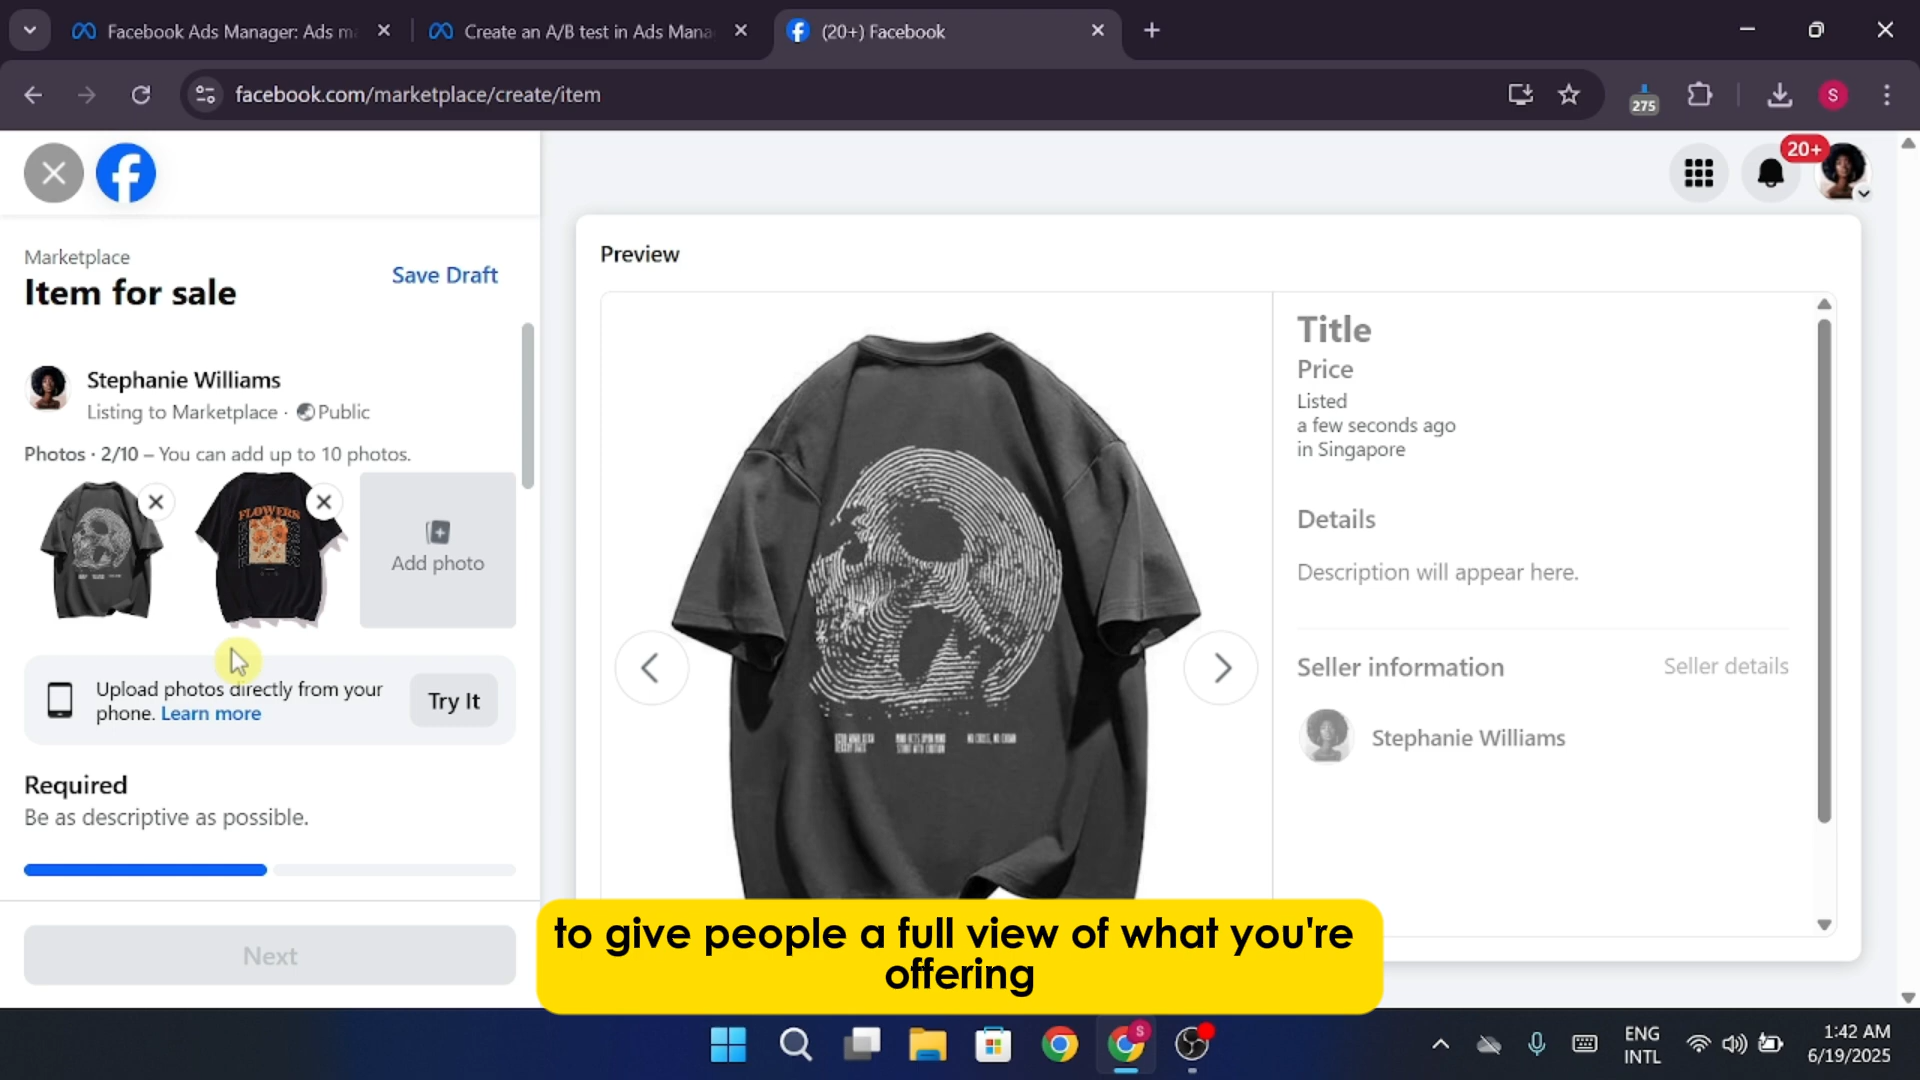 Facebook Ads Manager: Ads ma
Create an A/B test in Ads Mana
(20+) Facebook
facebook.com/marketplace/create/item
275
S
20+
Marketplace
Item for sale
Save Draft
Stephanie Williams
Listing to Marketplace · Public
Photos · 2/10 – You can add up to 10 photos.
FLOWERS
Add photo
Upload photos directly from your
phone. Learn more
Try It
Required
Be as descriptive as possible.
Next
Preview
Title
Price
Listed
a few seconds ago
in Singapore
Details
Description will appear here.
Seller information
Seller details
Stephanie Williams
to give people a full view of what you're
offering
S
ENG
INTL
1:42 AM
6/19/2025